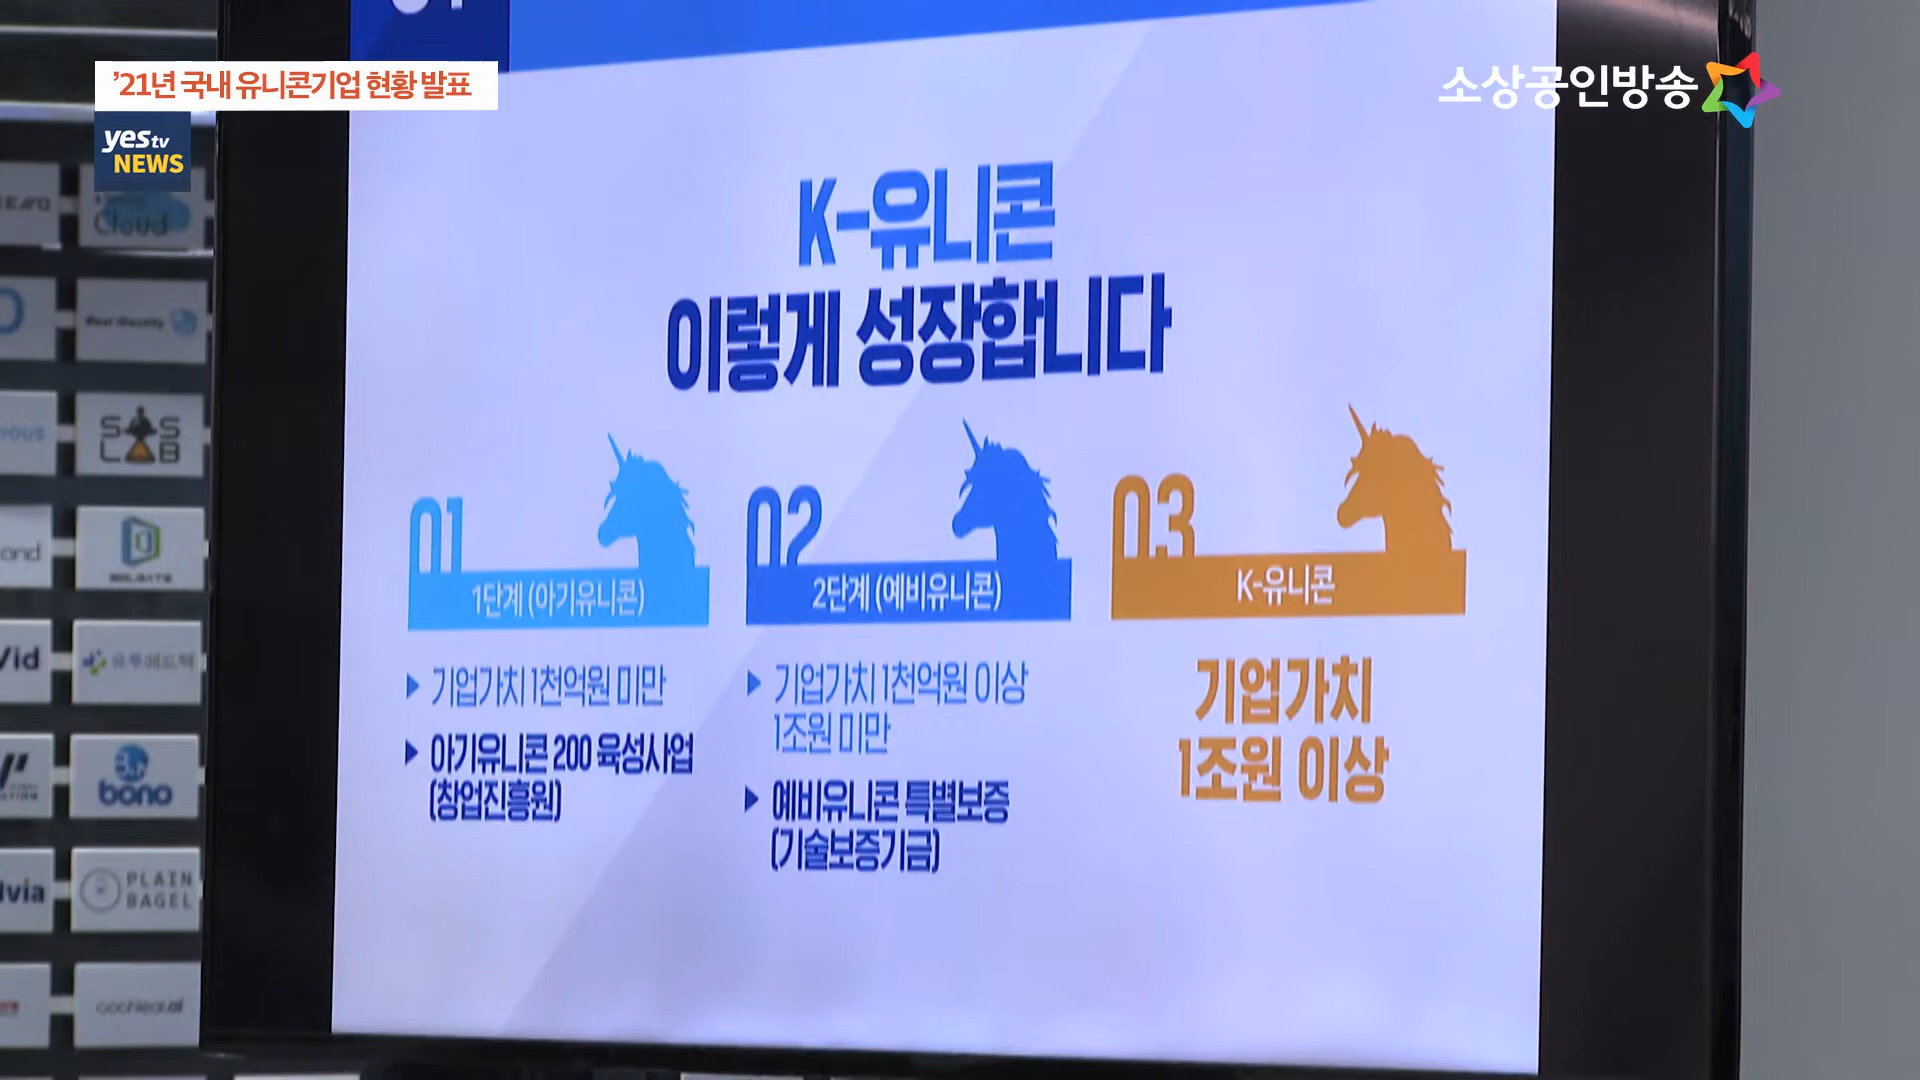 '21년 국내 유니콘기업 현황 발표
yes tv
NEWS
소상공인방송
K-유니콘
이렇게 성장합니다
01
1단계 (아기유니콘)
기업가치 1천억원 미만
아기유니콘 200 육성사업
(창업진흥원)
02
2단계 (예비유니콘)
기업가치 1천억원 이상
1조원 미만
예비유니콘 특별보증
(기술보증기금)
03
K-유니콘
기업가치
1조원 이상
Cloud
SOS
LAB
and
Vid
bono
PLAIN
BAGEL
cochlear.ai